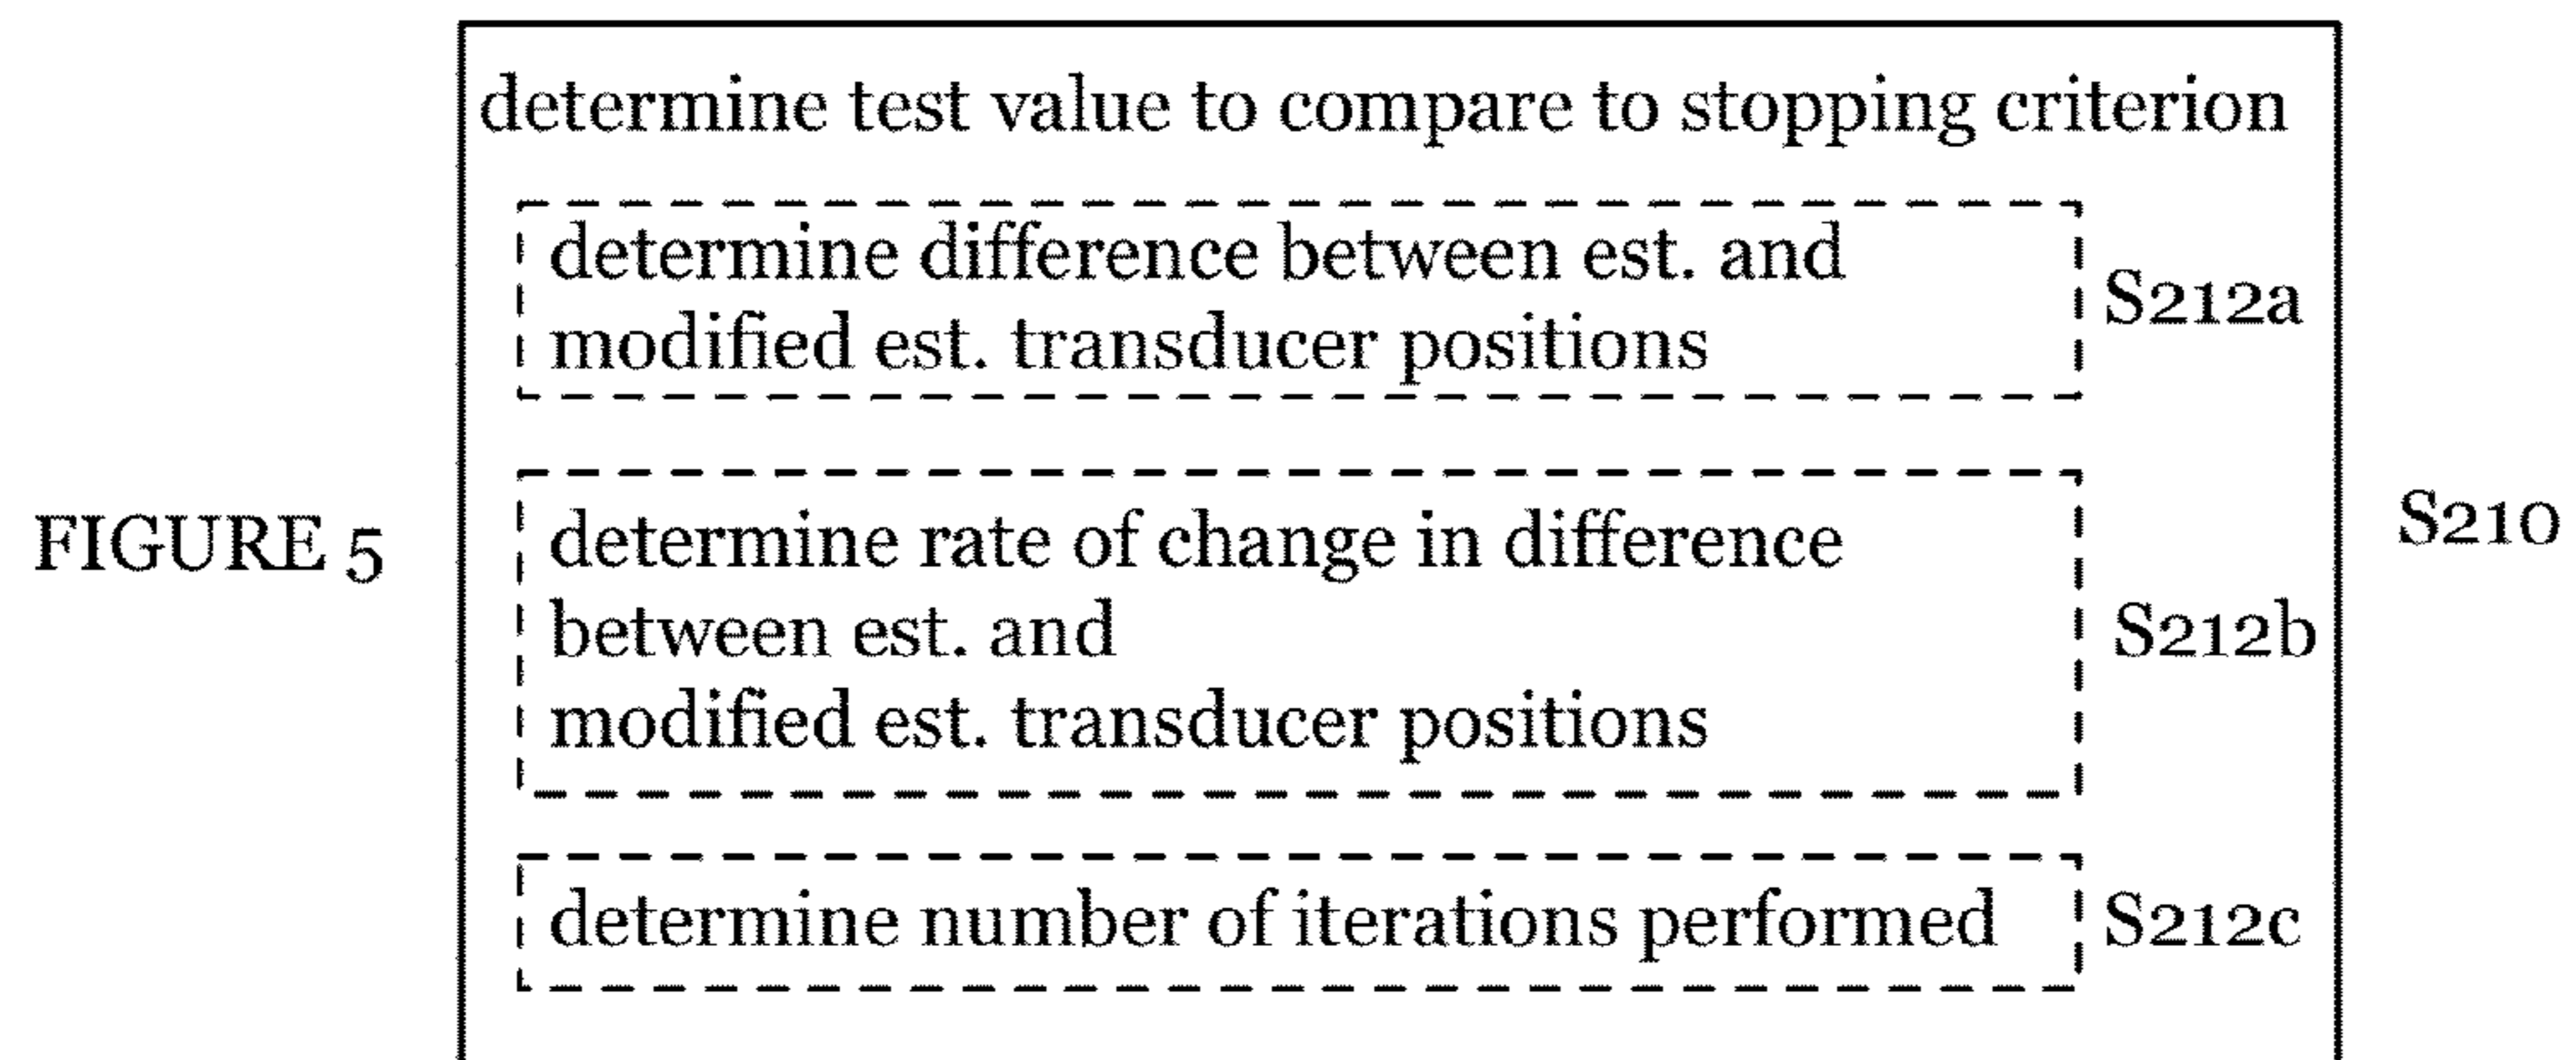 determine test value to compare to stopping criterion
determine difference between est. and
modified est. transducer positions
S212a
FIGURE 5
determine rate of change in difference
between est. and
modified est. transducer positions
S212b
S210
determine number of iterations performed
S212c